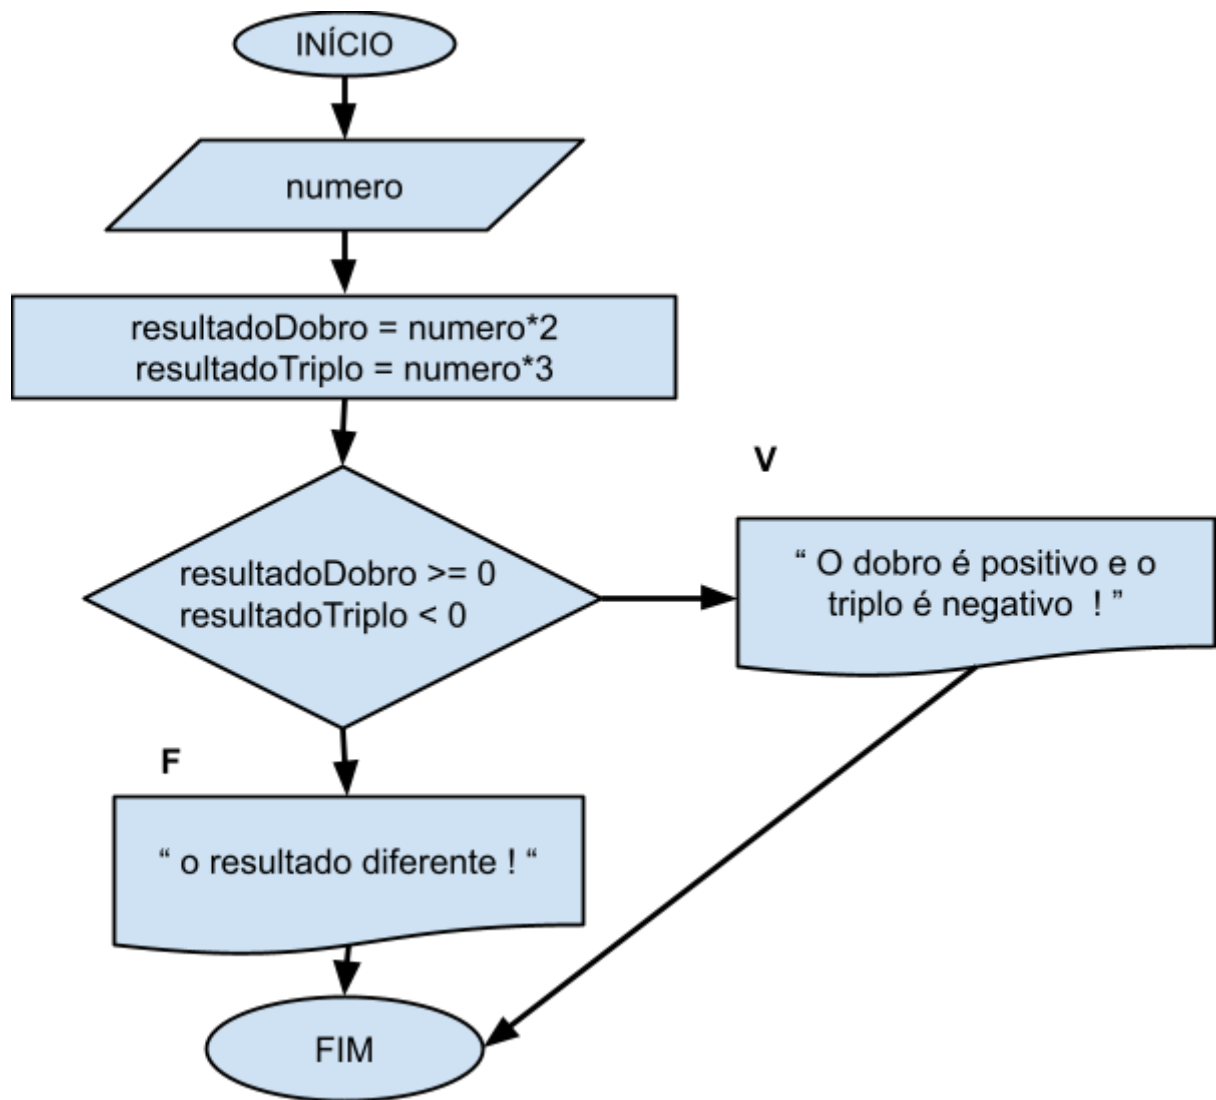 INÍCIO
numero
resultadoDobro = numero*2
resultadoTriplo = numero*3
V
resultadoDobro >= 0
resultadoTriplo < 0
“ O dobro é positivo e o
triplo é negativo  ! ”
F
“ o resultado diferente ! “
FIM